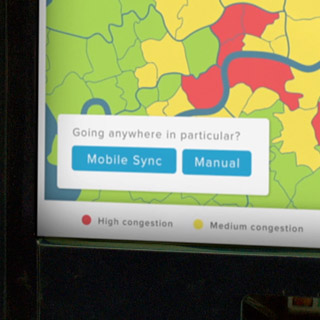 Going anywhere in particular?
Mobile Sync Manual
High congestion Medium congestion